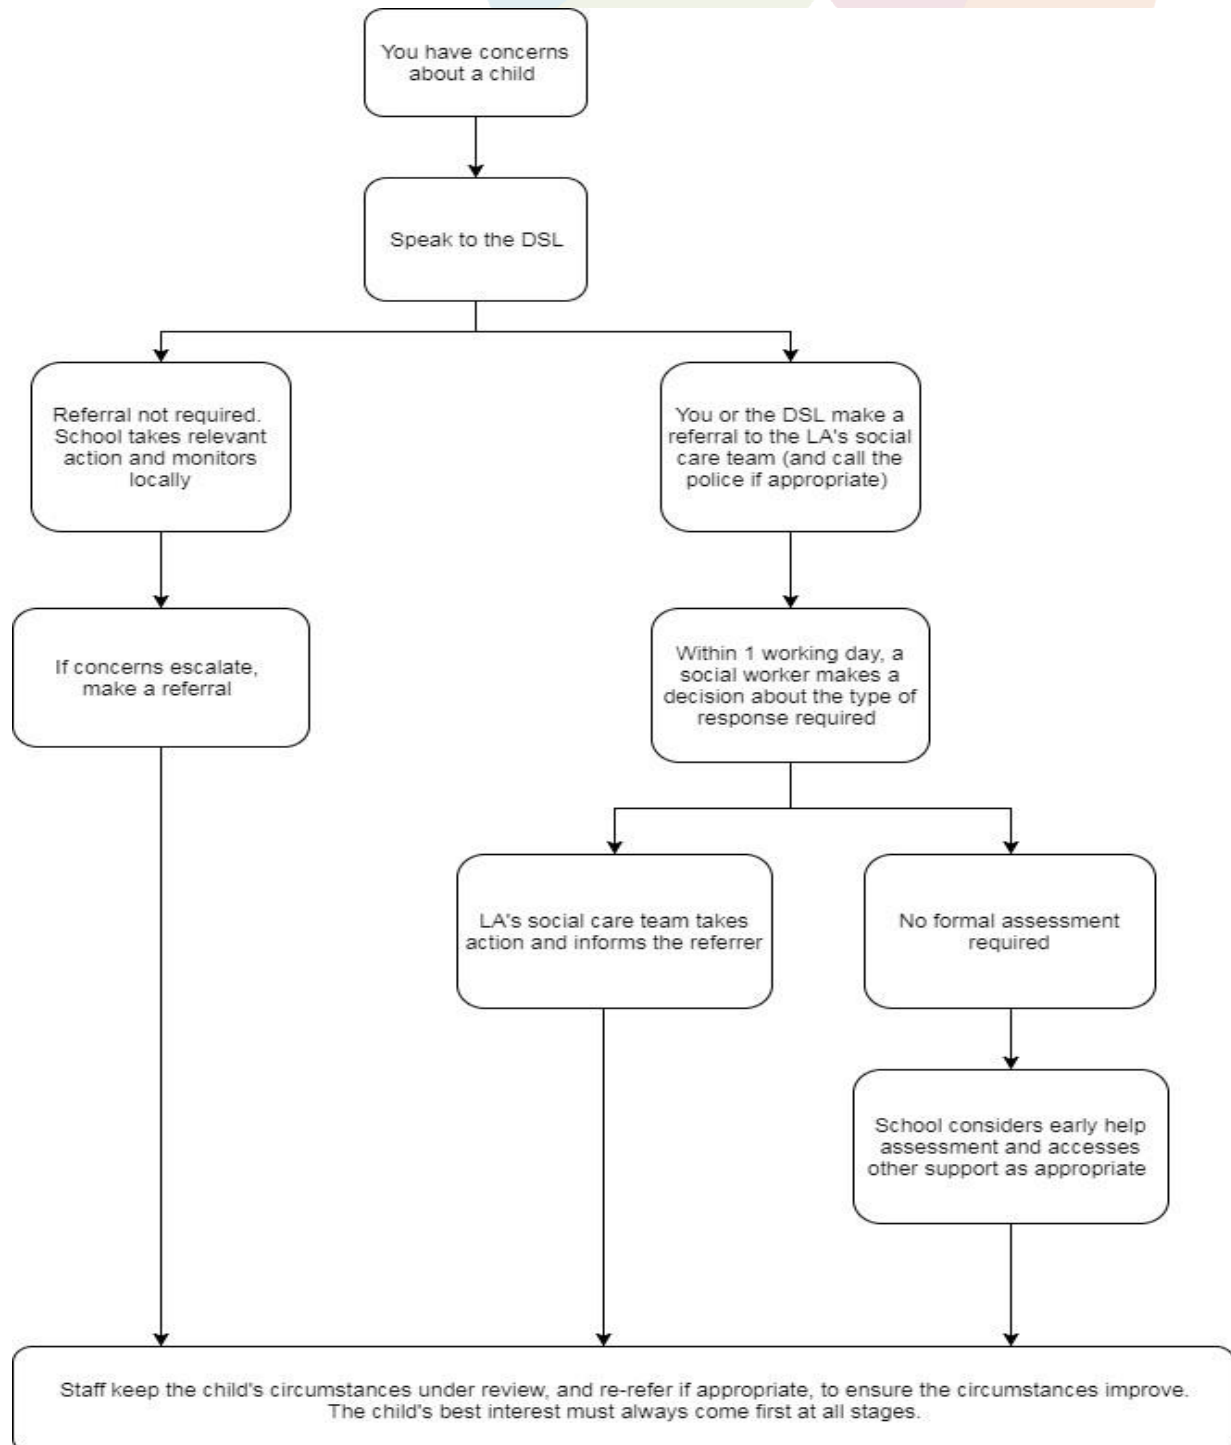 You have concerns
about a child
Speak to the DSL
Referral not required.
School takes relevant
action and monitors
locally
You or the DSL make a
referral to the LA's social
care team (and call the
police if appropriate)
If concerns escalate,
make a referral
Within 1 working day, a
social worker makes a
decision about the type of
response required
LA's social care team takes
action and informs the referrer
No formal assessment
required
School considers early help
assessment and accesses
other support as appropriate
Staff keep the child's circumstances under review, and re-refer if appropriate, to ensure the circumstances improve.
The child's best interest must always come first at all stages.